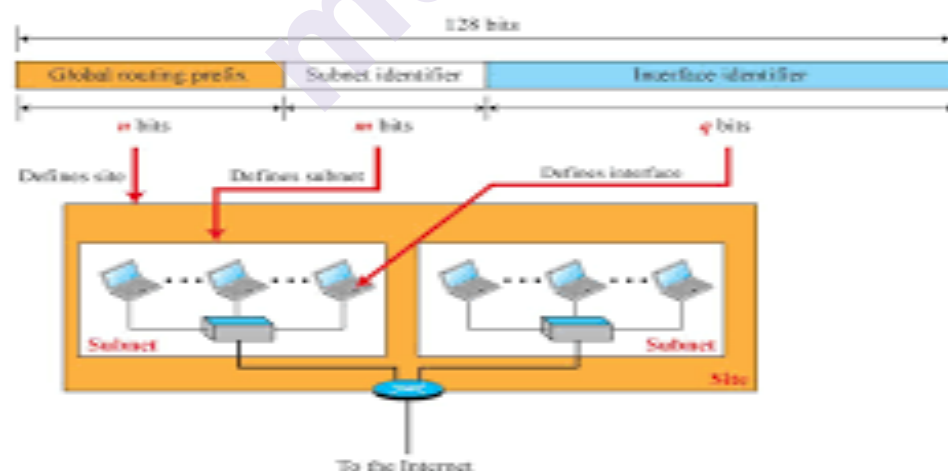 128 bits
Global routing prefix Subnet identifier Interface identifier
n bits m bits q bits
Defines site Defines subnet Defines interface
Subnet Subnet
Site
To the Internet